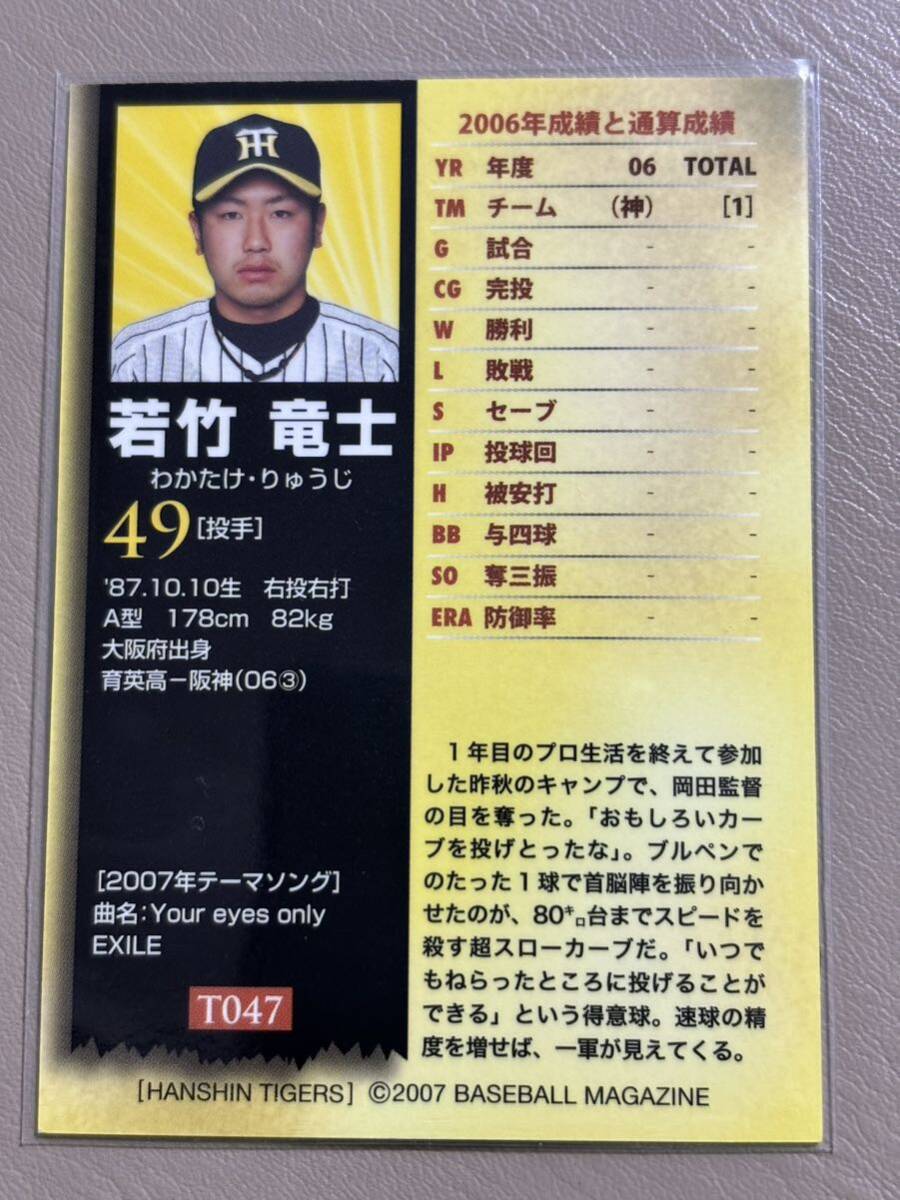 若竹 竜士
わかたけ・りゅうじ
49[投手]
'87.10.10生 右投右打
A型 178cm 82kg
大阪府出身
育英高－阪神(06③)
[2007年テーマソング]
曲名:Your eyes only
EXILE
T047
2006年成績と通算成績
YR 年度 06 TOTAL
TM チーム (神) [1]
G 試合 - -
CG 完投 - -
W 勝利 - -
L 敗戦 - -
S セーブ - -
IP 投球回 - -
H 被安打 - -
BB 与四球 - -
SO 奪三振 - -
ERA 防御率 - -
1年目のプロ生活を終えて参加
した昨秋のキャンプで、岡田監督
の目を奪った。「おもしろいカー
ブを投げとったな」。ブルペンで
のたった1球で首脳陣を振り向か
せたのが、80㌔台までスピードを
殺す超スローカーブだ。「いつで
もねらったところに投げることが
できる」という得意球。速球の精
度を増せば、一軍が見えてくる。
[HANSHIN TIGERS] ©2007 BASEBALL MAGAZINE